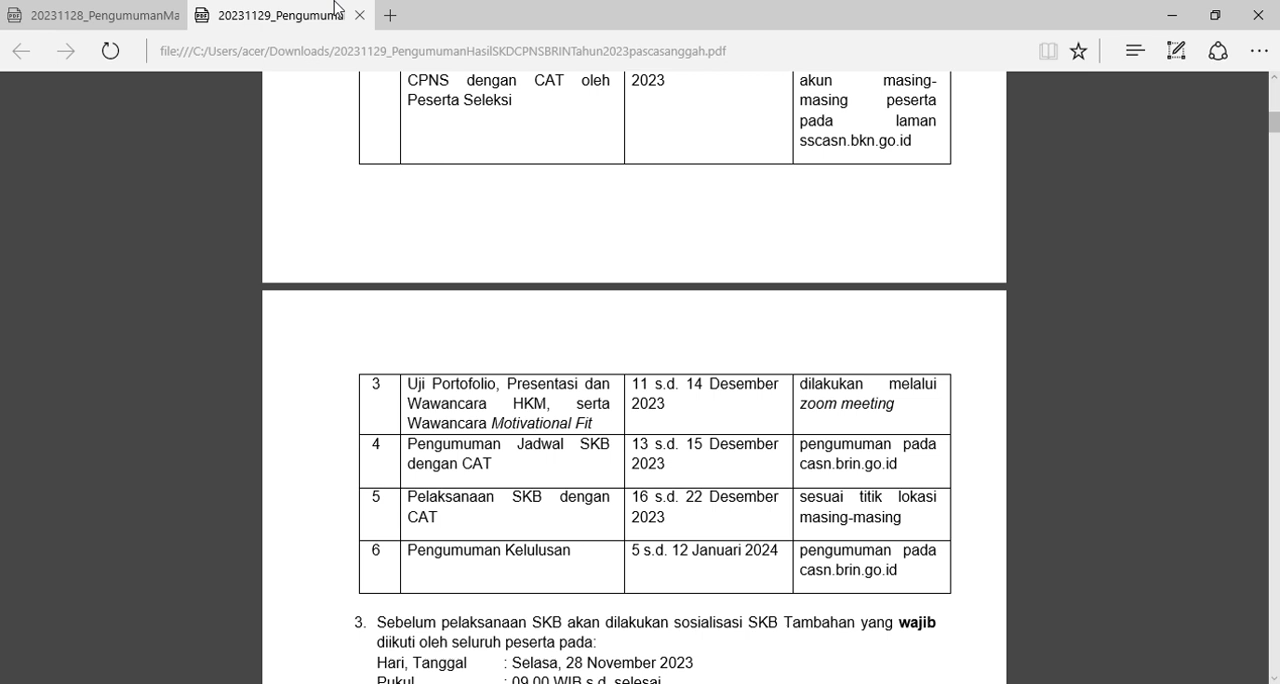 20231128_PengumumanMa
20231129_Pengumuma
file:///C:/Users/acer/Downloads/20231129_PengumumanHasilSKDCPNSBRINTahun2023pascasanggah.pdf
CPNS dengan CAT oleh
Peserta Seleksi
2023
akun masing-
masing peserta
pada laman
sscasn.bkn.go.id
3
Uji Portofolio, Presentasi dan
Wawancara HKM, serta
Wawancara Motivational Fit
11 s.d. 14 Desember
2023
dilakukan melalui
zoom meeting
4
Pengumuman Jadwal SKB
dengan CAT
13 s.d. 15 Desember
2023
pengumuman pada
casn.brin.go.id
5
Pelaksanaan SKB dengan
CAT
16 s.d. 22 Desember
2023
sesuai titik lokasi
masing-masing
6
Pengumuman Kelulusan
5 s.d. 12 Januari 2024
pengumuman pada
casn.brin.go.id
3. Sebelum pelaksanaan SKB akan dilakukan sosialisasi SKB Tambahan yang wajib
diikuti oleh seluruh peserta pada:
Hari, Tanggal : Selasa, 28 November 2023
Pukul : 09.00 WIB s.d. selesai